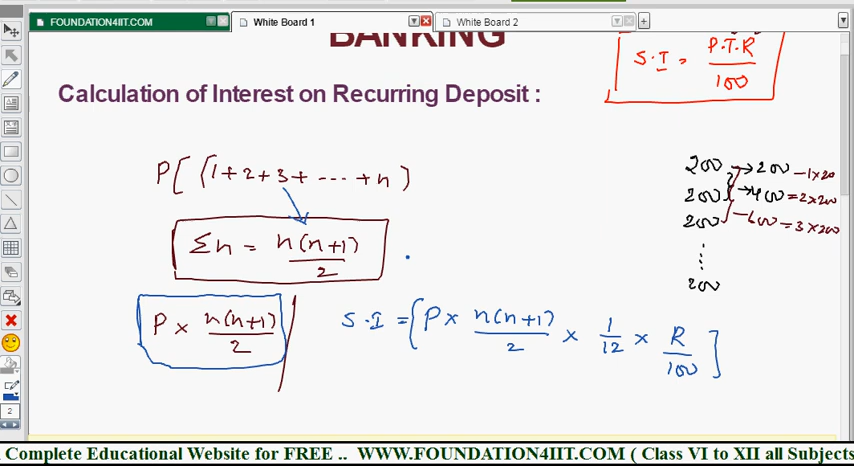 FOUNDATION4IIT.COM
White Board 1
White Board 2
BANKING
S.I = P.T.R / 100
Calculation of Interest on Recurring Deposit :
P[ (1+2+3+ ... +n)
200 → 200 – 1×20
200 → 400 = 2×200
200 – 600 = 3×200
⋮
200
Σn = n(n+1) / 2
P × n(n+1) / 2
S.I = [ P × n(n+1) / 2 × 1 / 12 × R / 100 ]
2
Complete Educational Website for FREE .. WWW.FOUNDATION4IIT.COM ( Class VI to XII all Subjects